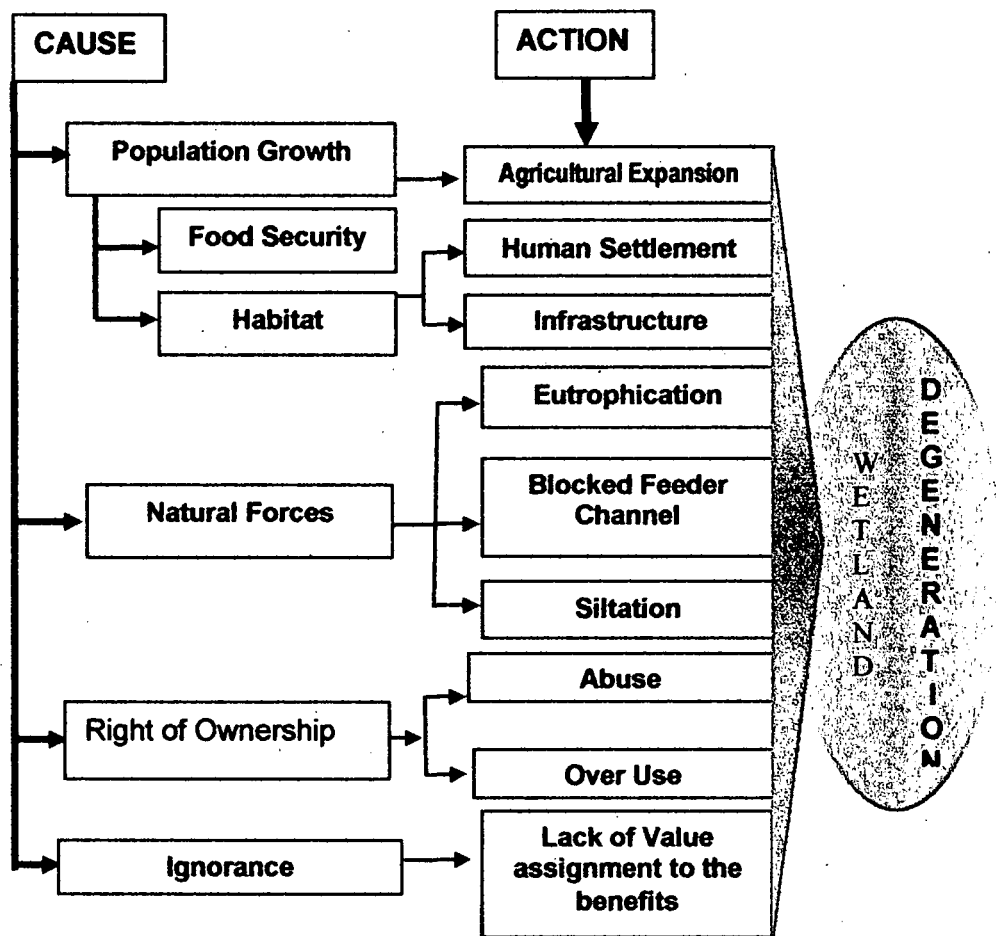 CAUSE
ACTION
Population Growth
Agricultural Expansion
Food Security
Human Settlement
Habitat
Infrastructure
Eutrophication
Natural Forces
Blocked Feeder
Channel
Siltation
Right of Ownership
Abuse
Over Use
Ignorance
Lack of Value
assignment to the
benefits
WETLAND
DEGENERATION